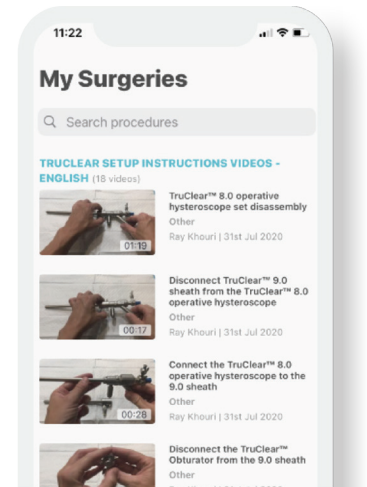 11:22
My Surgeries
Search procedures
TRUCLEAR SETUP INSTRUCTIONS VIDEOS -
ENGLISH (18 videos)
TruClear™ 8.0 operative
hysteroscope set disassembly
Other
Ray Khouri | 31st Jul 2020
01:19
Disconnect TruClear™ 9.0
sheath from the TruClear™ 8.0
operative hysteroscope
Other
Ray Khouri | 31st Jul 2020
00:17
Connect the TruClear™ 8.0
operative hysteroscope to the
9.0 sheath
Other
Ray Khouri | 31st Jul 2020
00:28
Disconnect the TruClear™
Obturator from the 9.0 sheath
Other